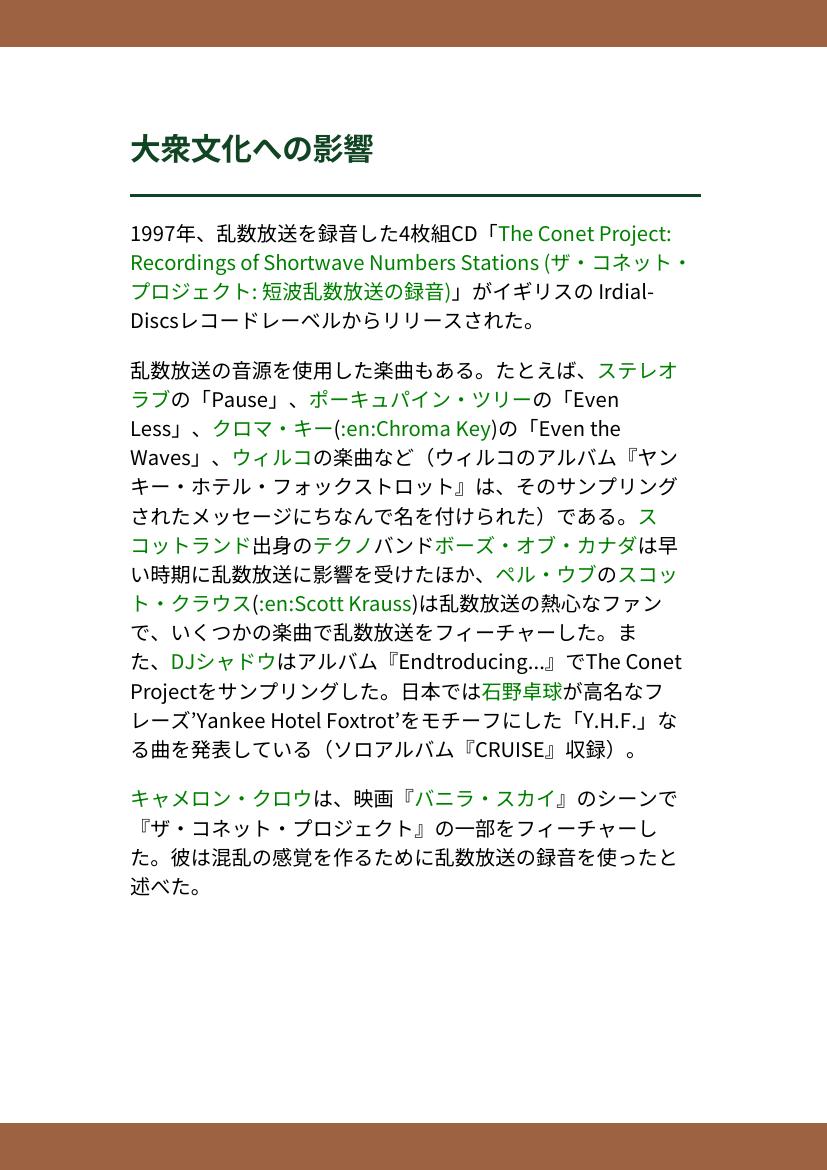 大衆文化への影響
1997年、乱数放送を録音した4枚組CD「The Conet Project:
Recordings of Shortwave Numbers Stations (ザ・コネット・
プロジェクト: 短波乱数放送の録音)」がイギリスの Irdial-
Discsレコードレーベルからリリースされた。
乱数放送の音源を使用した楽曲もある。たとえば、ステレオ
ラブの「Pause」、ポーキュパイン・ツリーの「Even
Less」、クロマ・キー(:en:Chroma Key)の「Even the
Waves」、ウィルコの楽曲など（ウィルコのアルバム『ヤン
キー・ホテル・フォックストロット』は、そのサンプリング
されたメッセージにちなんで名を付けられた）である。ス
コットランド出身のテクノバンドボーズ・オブ・カナダは早
い時期に乱数放送に影響を受けたほか、ペル・ウブのスコッ
ト・クラウス(:en:Scott Krauss)は乱数放送の熱心なファン
で、いくつかの楽曲で乱数放送をフィーチャーした。ま
た、DJシャドウはアルバム『Endtroducing...』でThe Conet
Projectをサンプリングした。日本では石野卓球が高名なフ
レーズ’Yankee Hotel Foxtrot’をモチーフにした「Y.H.F.」な
る曲を発表している（ソロアルバム『CRUISE』収録）。
キャメロン・クロウは、映画『バニラ・スカイ』のシーンで
『ザ・コネット・プロジェクト』の一部をフィーチャーし
た。彼は混乱の感覚を作るために乱数放送の録音を使ったと
述べた。